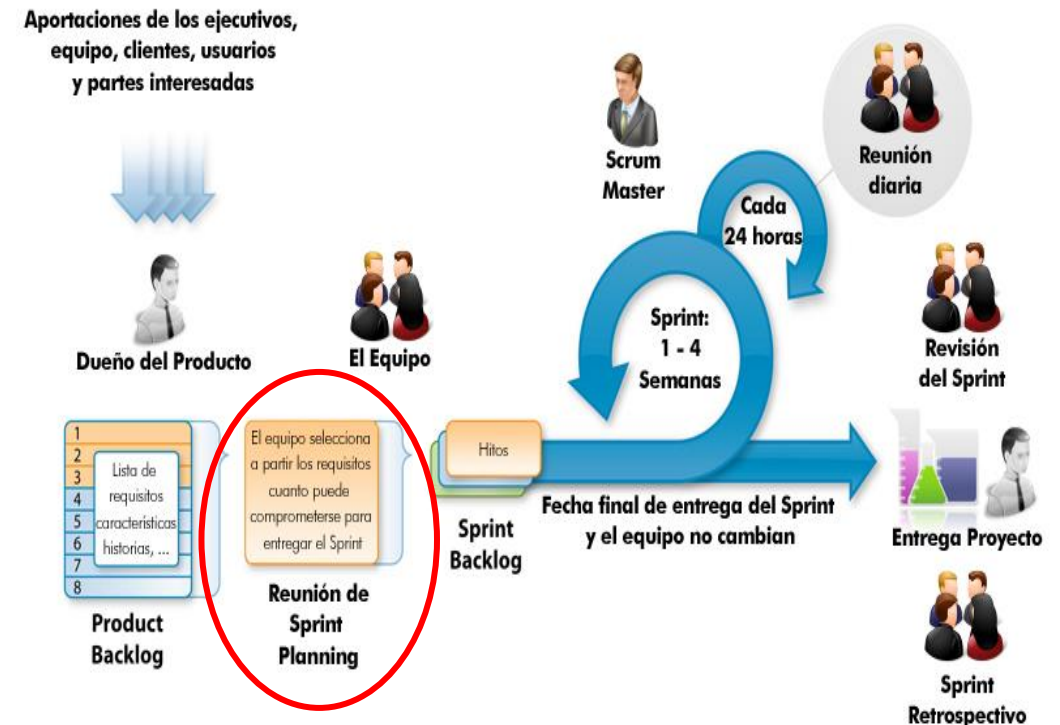 Aportaciones de los ejecutivos,
equipo, clientes, usuarios
y partes interesadas
Scrum
Master
Reunión
diaria
Cada
24 horas
Dueño del Producto
El Equipo
Sprint:
1 - 4
Semanas
Revisión
del Sprint
1
2
3
4
5
6
7
8
Lista de
requisitos
características
historias, ...
Product
Backlog
El equipo selecciona
a partir los requisitos
cuanto puede
comprometerse para
entregar el Sprint
Reunión de
Sprint
Planning
Hitos
Sprint
Backlog
Fecha final de entrega del Sprint
y el equipo no cambian
Entrega Proyecto
Sprint
Retrospectivo